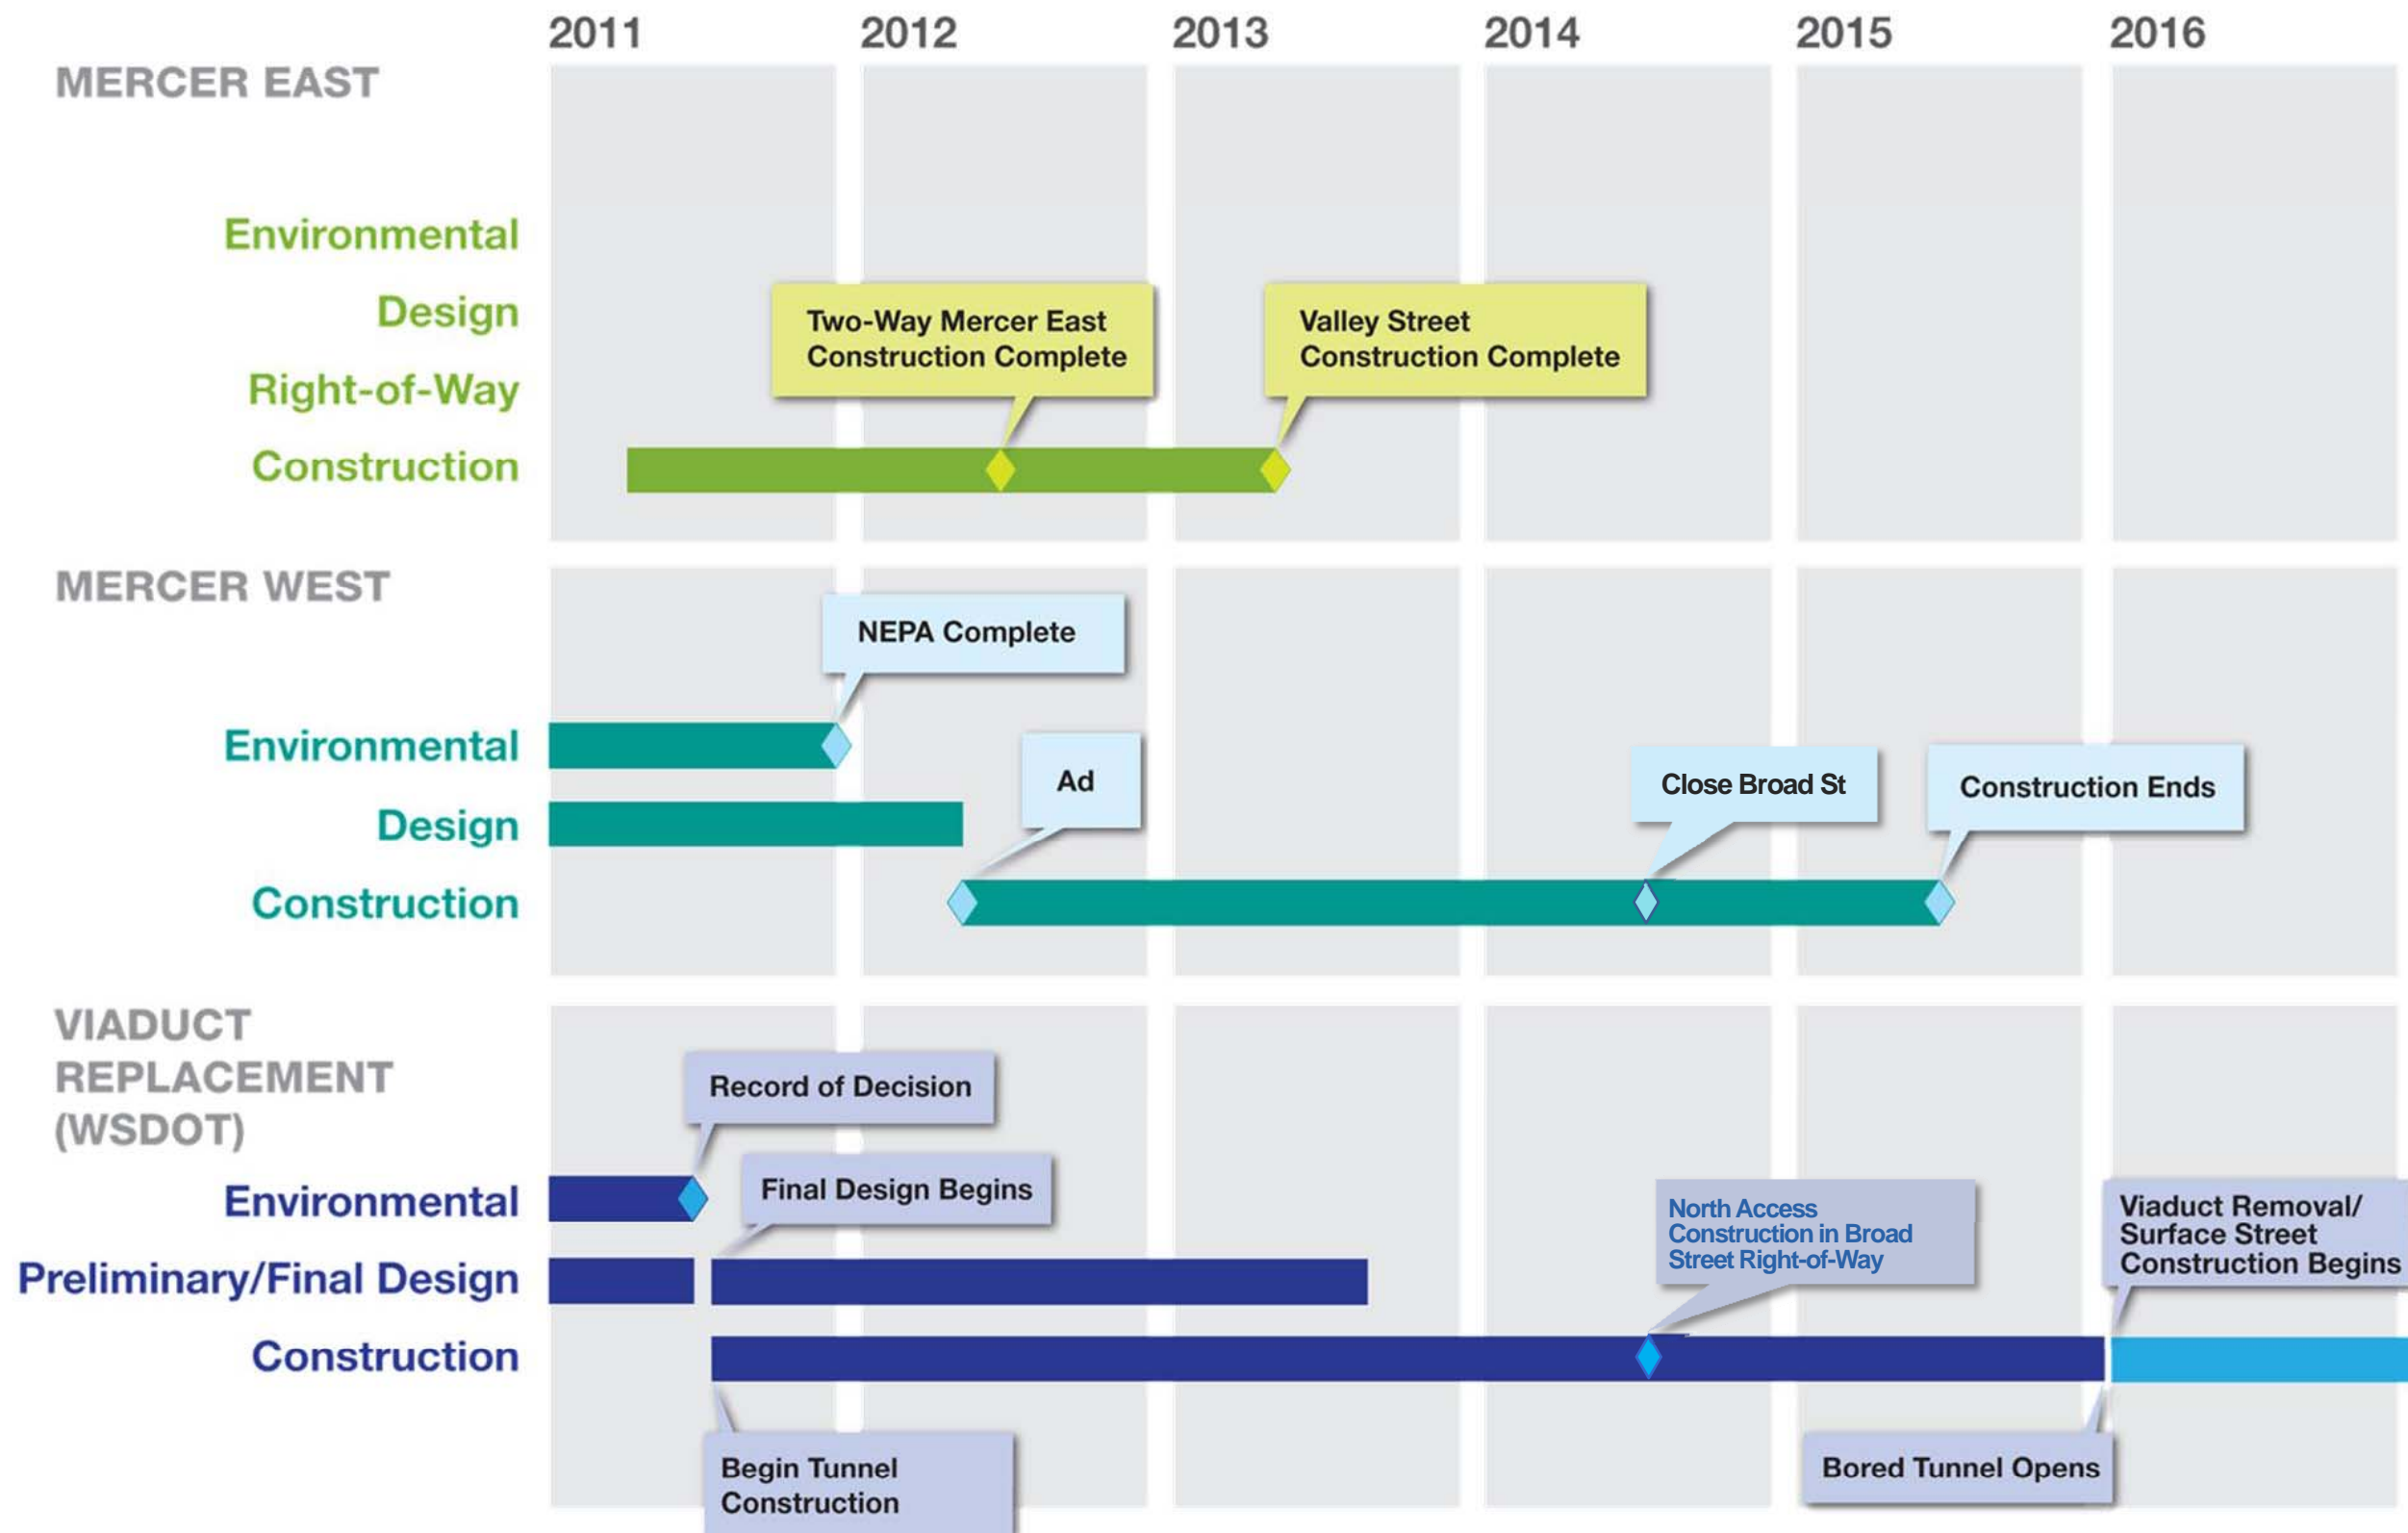 2011 2012 2013 2014 2015 2016
MERCER EAST
Environmental
Design
Two-Way Mercer East
Construction Complete
Valley Street
Construction Complete
Right-of-Way
Construction
MERCER WEST
NEPA Complete
Environmental
Ad
Close Broad St
Construction Ends
Design
Construction
VIADUCT
REPLACEMENT
(WSDOT)
Record of Decision
Environmental
Final Design Begins
North Access
Construction in Broad
Street Right-of-Way
Viaduct Removal/
Surface Street
Construction Begins
Preliminary/Final Design
Construction
Begin Tunnel
Construction
Bored Tunnel Opens